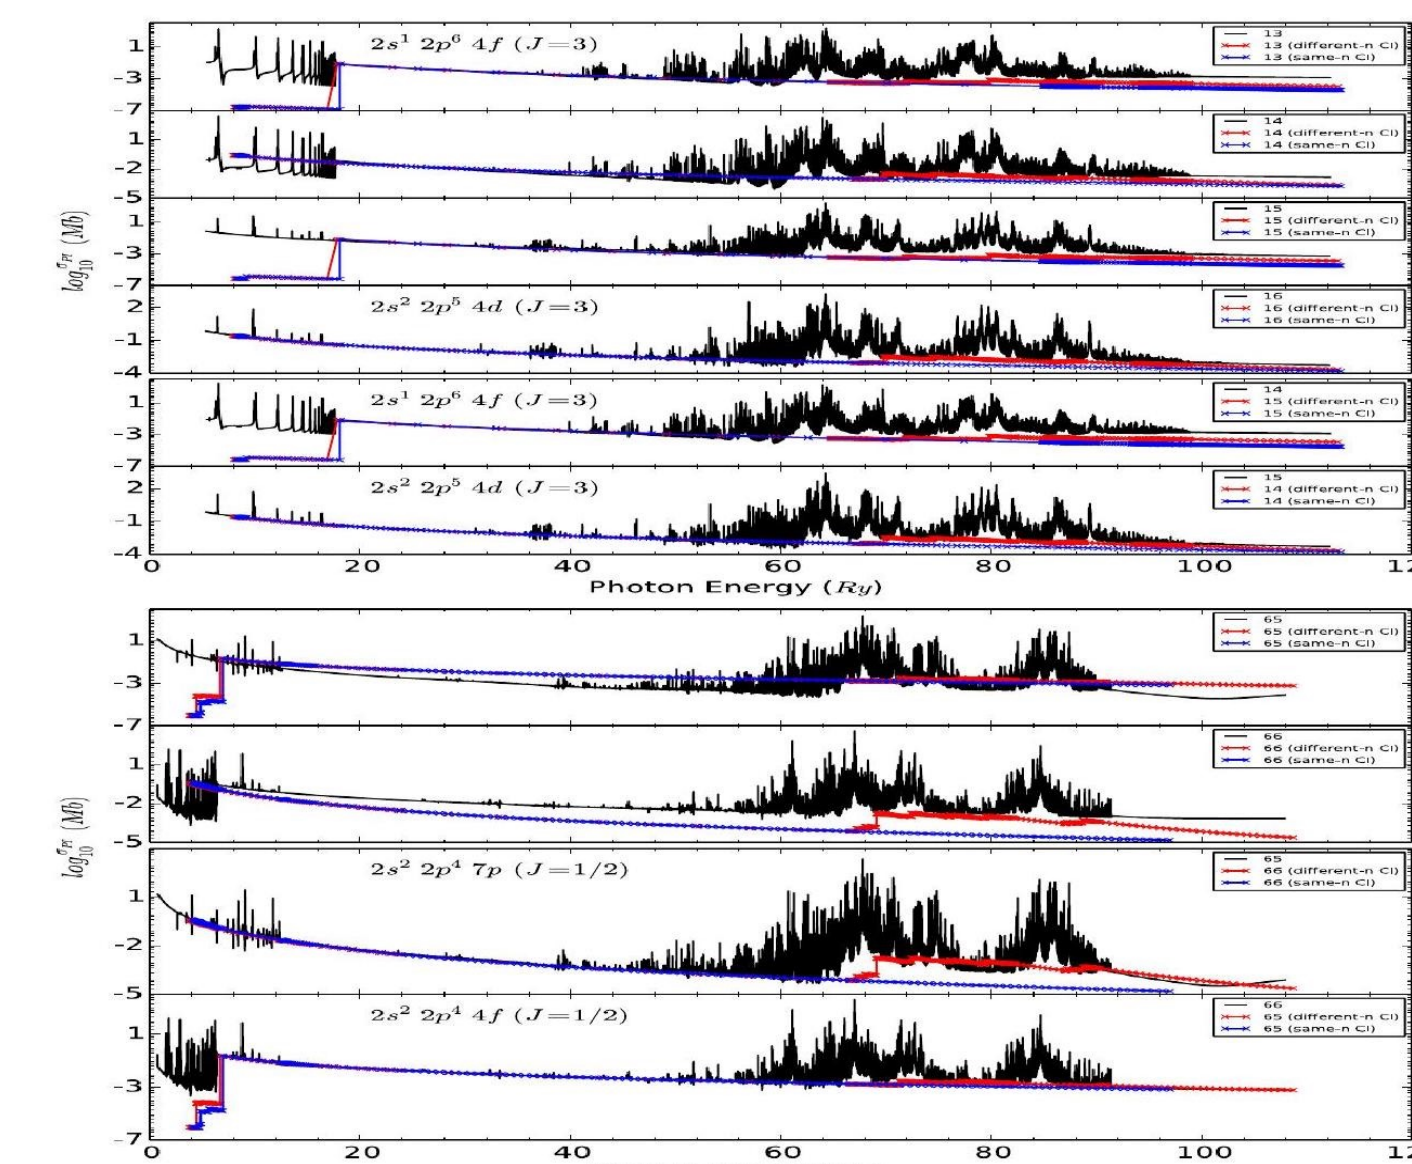 2s¹ 2p⁶ 4f (J=3)
13
13 (different-n CI)
13 (same-n CI)
1
-3
-7
14
14 (different-n CI)
14 (same-n CI)
1
-2
-5
15
15 (different-n CI)
15 (same-n CI)
1
-3
-7
log₁₀ σ_PI (Mb)
2s² 2p⁵ 4d (J=3)
16
16 (different-n CI)
16 (same-n CI)
2
-1
-4
2s¹ 2p⁶ 4f (J=3)
14
15 (different-n CI)
15 (same-n CI)
1
-3
-7
2s² 2p⁵ 4d (J=3)
15
14 (different-n CI)
14 (same-n CI)
2
-1
-4
0 20 40 60 80 100 12
Photon Energy (Ry)
65
65 (different-n CI)
65 (same-n CI)
1
-3
-7
66
66 (different-n CI)
66 (same-n CI)
1
-2
-5
log₁₀ σ_PI (Mb)
2s² 2p⁴ 7p (J=1/2)
65
66 (different-n CI)
66 (same-n CI)
1
-2
-5
2s² 2p⁴ 4f (J=1/2)
66
65 (different-n CI)
65 (same-n CI)
1
-3
-7
0 20 40 60 80 100 12